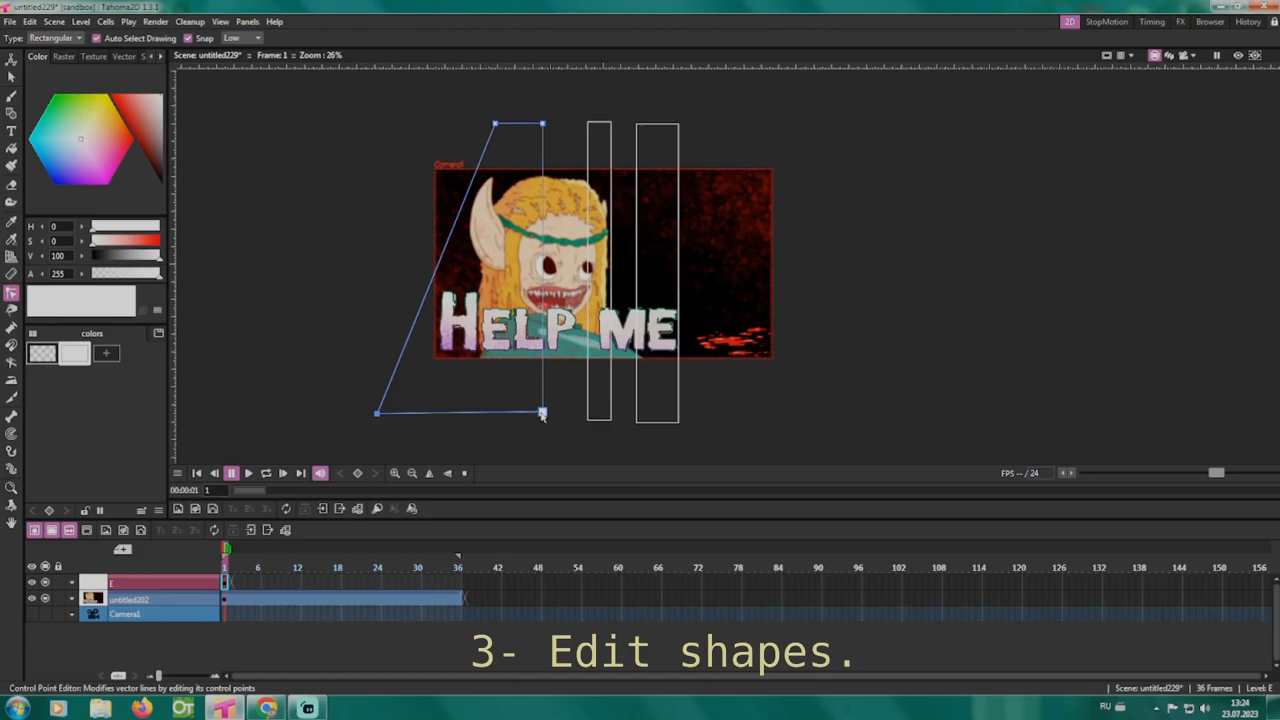 untitled229* [sandbox] : Tahoma2D 1.3.1
File Edit Scene Level Cells Play Render Cleanup View Panels Help
2D StopMotion Timing FX Browser History
Type: Rectangular Auto Select Drawing Snap Low
Color Raster Texture Vector S
Scene: untitled229* :: Frame: 1 :: Zoom : 26%
Camera1
HELP ME
H 0
S 0
V 100
A 255
colors
FPS -- / 24
00:00:01 1
1 6 12 18 24 30 36 42 48 54 60 66 72 78 84 90 96 102 108 114 120 126 132 138 144 150 156
E
untitled202
Camera1
3- Edit shapes.
Control Point Editor: Modifies vector lines by editing its control points
Scene: untitled229* | 36 Frames | Level: E
RU
13:24
23.07.2023